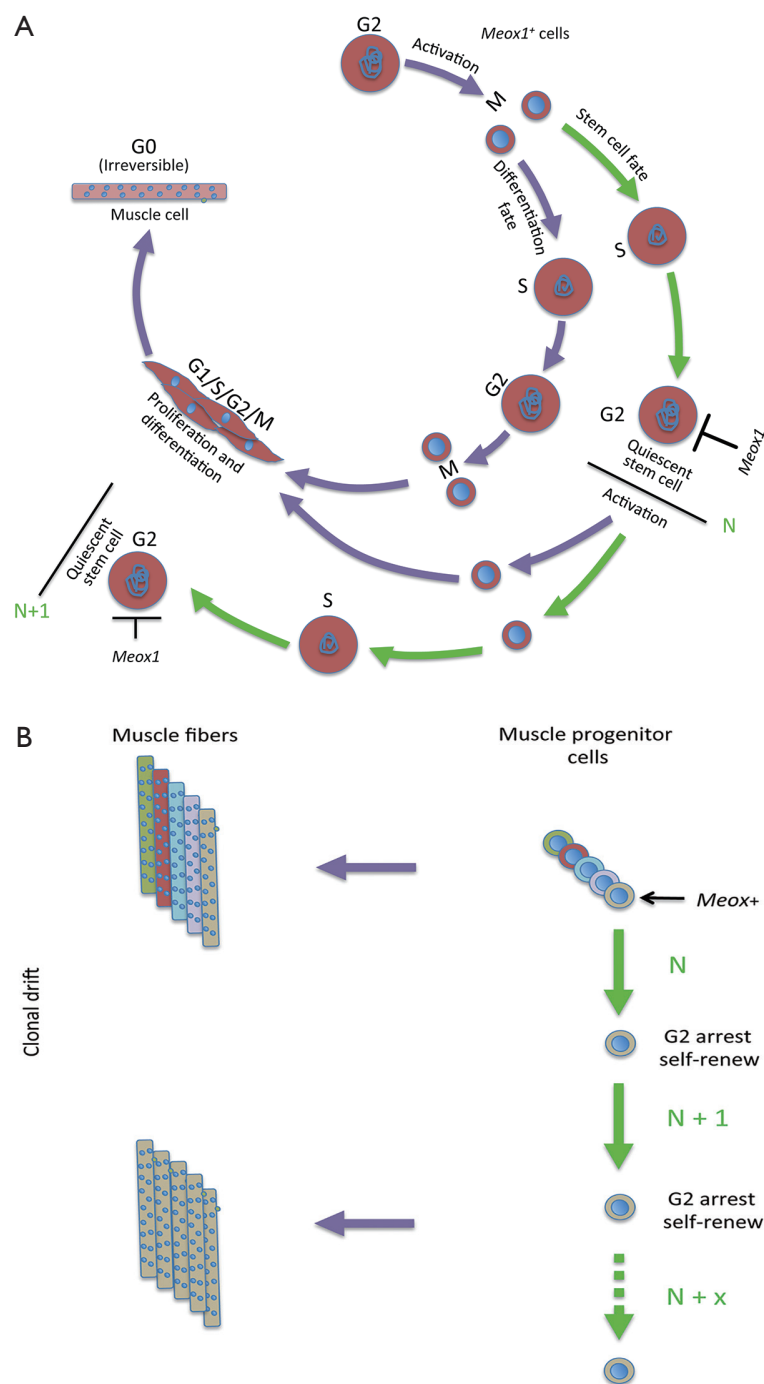 A
G2
Activation
Meox1+ cells
M
Stem cell fate
Differentiation
fate
G0
(Irreversible)
Muscle cell
S
S
G2
G2
Meox1
Quiescent
stem cell
Activation
N
M
G1/S/G2/M
Proliferation and
differentiation
Quiescent
stem cell
G2
N+1
Meox1
S
B
Muscle fibers
Muscle progenitor
cells
Meox+
N
Clonal drift
G2 arrest
self-renew
N + 1
G2 arrest
self-renew
N + x